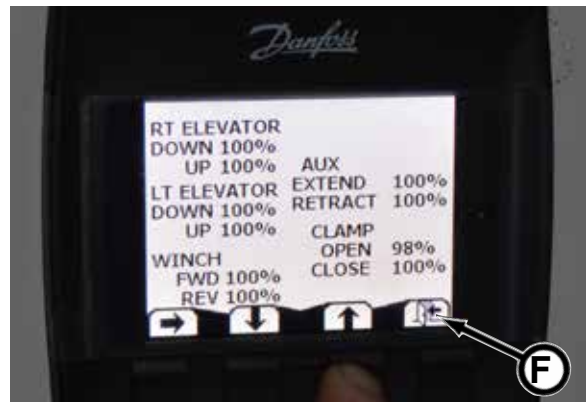 Danfoss
RT ELEVATOR
DOWN 100%
UP 100%
LT ELEVATOR
DOWN 100%
UP 100%
WINCH
FWD 100%
REV 100%
AUX
EXTEND 100%
RETRACT 100%
CLAMP
OPEN 98%
CLOSE 100%
F